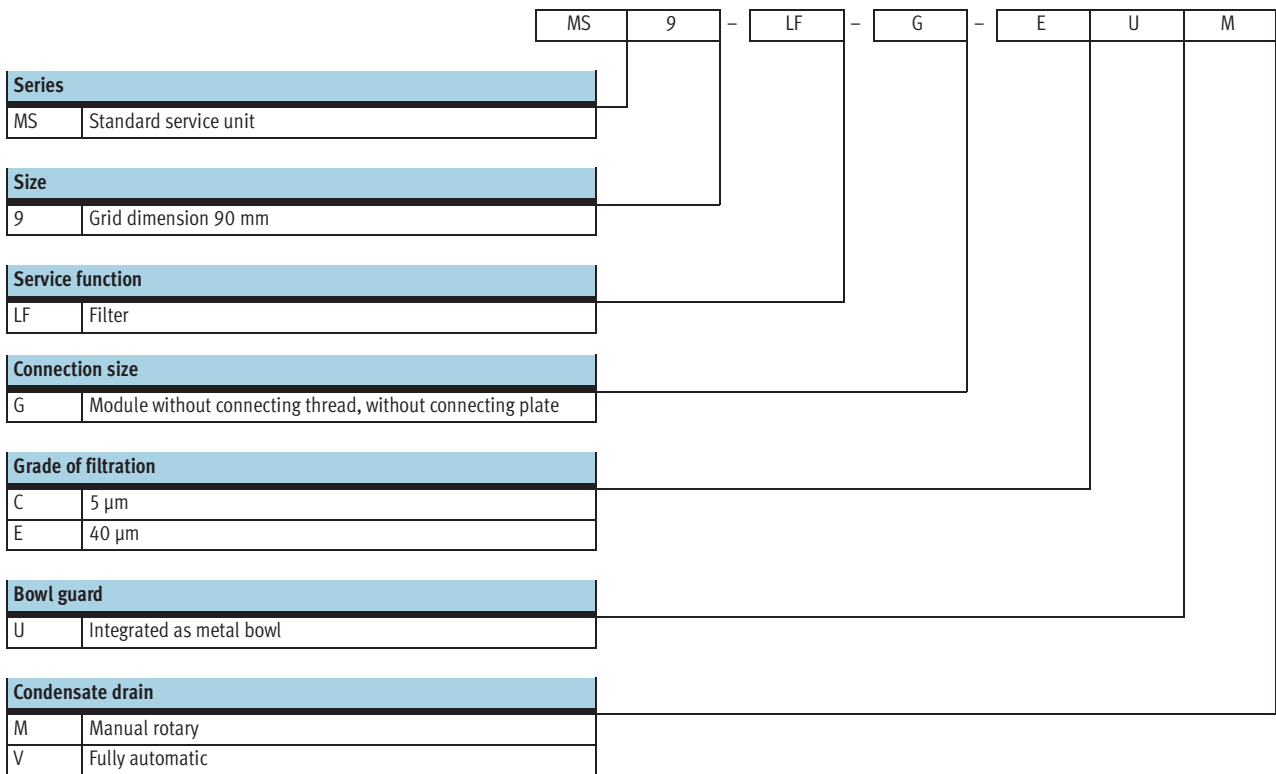 MS 9 – LF – G – E U M
Series
MS Standard service unit
Size
9 Grid dimension 90 mm
Service function
LF Filter
Connection size
G Module without connecting thread, without connecting plate
Grade of filtration
C 5 µm
E 40 µm
Bowl guard
U Integrated as metal bowl
Condensate drain
M Manual rotary
V Fully automatic